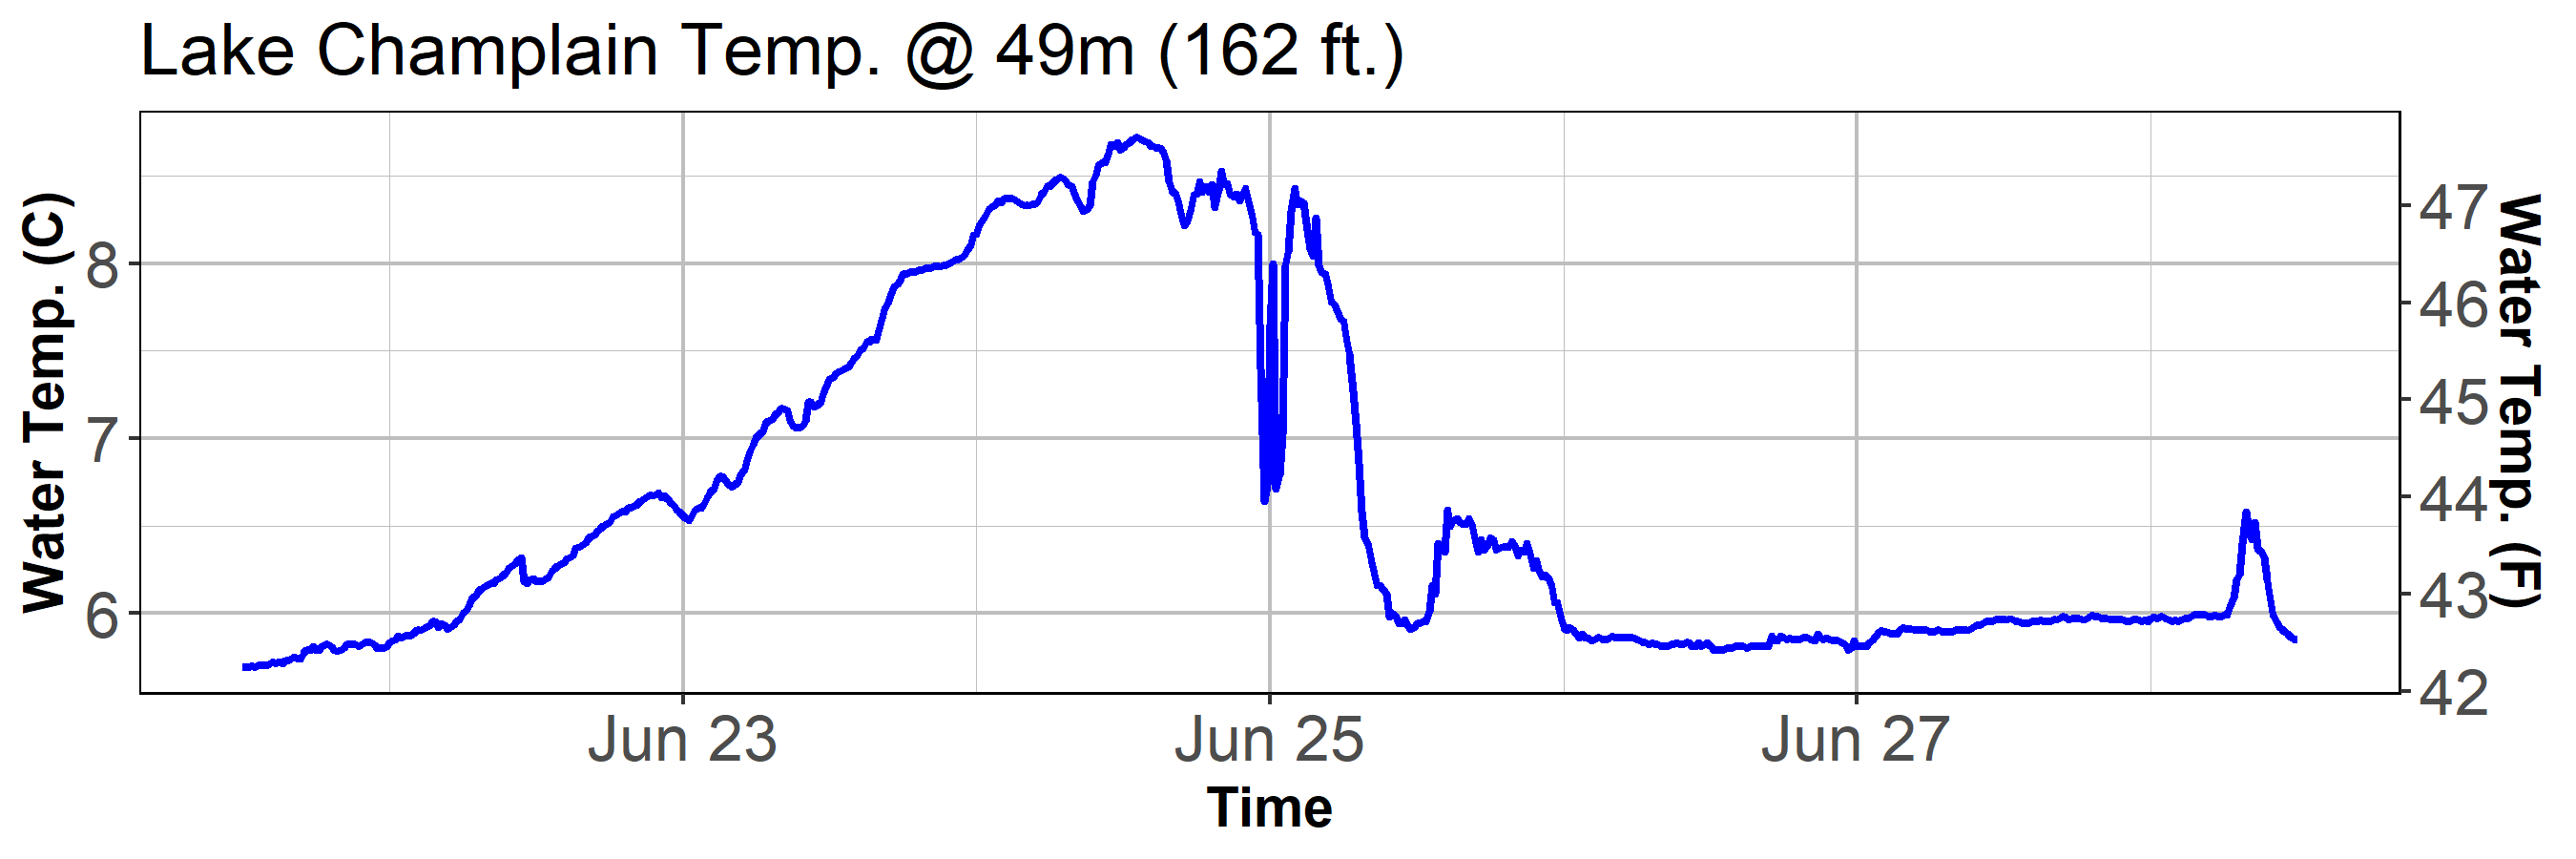 Lake Champlain Temp. @ 49m (162 ft.)
Water Temp. (C)
8
7
6
47
46
45
44
43
42
Water Temp. (F)
Jun 23
Jun 25
Jun 27
Time